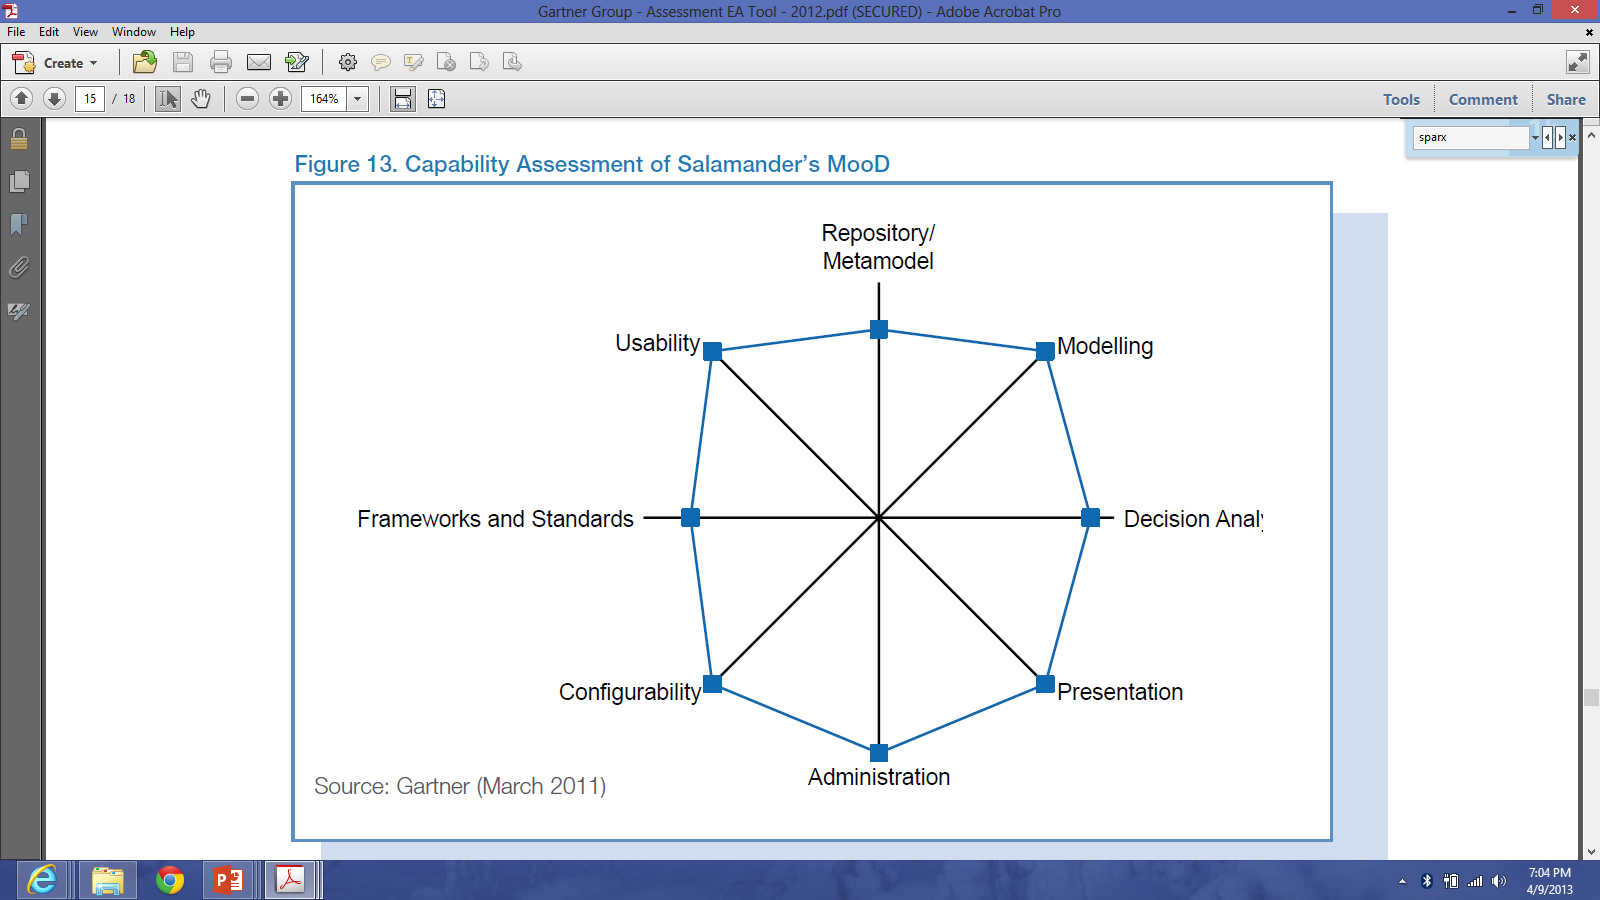 Gartner Group - Assessment EA Tool - 2012.pdf (SECURED) - Adobe Acrobat Pro
File Edit View Window Help
Create
15 / 18 164% Tools Comment Share
sparx
Figure 13. Capability Assessment of Salamander's MooD
Repository/
Metamodel
Usability
Modelling
Frameworks and Standards
Decision Analy
Configurability
Presentation
Administration
Source: Gartner (March 2011)
7:04 PM
4/9/2013